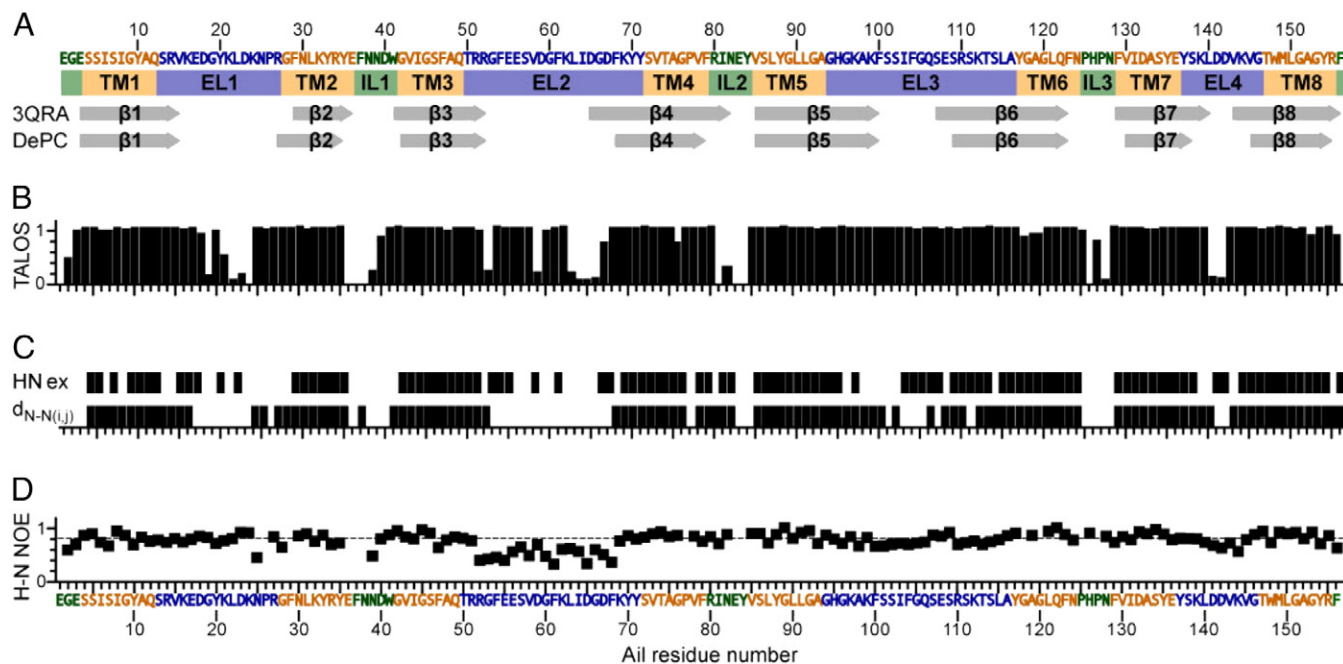 A
10 20 30 40 50 60 70 80 90 100 110 120 130 140 150
EGESSISIGYAQSRVKEDGYKLDKNPRGFNLKYRYEFNNDWGVIGSFAQTRRGFEESVDGFKLIDGDFKYYSVTAGPVFRINEYVSLYGLLGAGHGKAKFSSIFGQSESRSKTSLAYGAGLQFNPHPNFVIDASYEYSKLDDVKVGTWMLGAGYRF
TM1 EL1 TM2 IL1 TM3 EL2 TM4 IL2 TM5 EL3 TM6 IL3 TM7 EL4 TM8
3QRA β1 β2 β3 β4 β5 β6 β7 β8
DePC β1 β2 β3 β4 β5 β6 β7 β8
B
TALOS
1
0
C
HN ex
dN-N(i,j)
D
H-N NOE
1
0
EGESSISIGYAQSRVKEDGYKLDKNPRGFNLKYRYEFNNDWGVIGSFAQTRRGFEESVDGFKLIDGDFKYYSVTAGPVFRINEYVSLYGLLGAGHGKAKFSSIFGQSESRSKTSLAYGAGLQFNPHPNFVIDASYEYSKLDDVKVGTWMLGAGYRF
10 20 30 40 50 60 70 80 90 100 110 120 130 140 150
Ail residue number